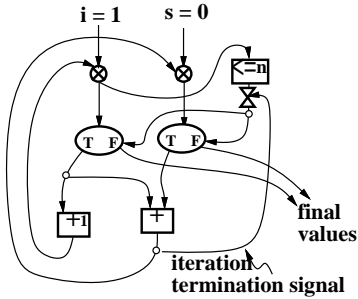 i = 1
s = 0
<=n
T F
T F
+1
+
final
values
iteration
termination signal